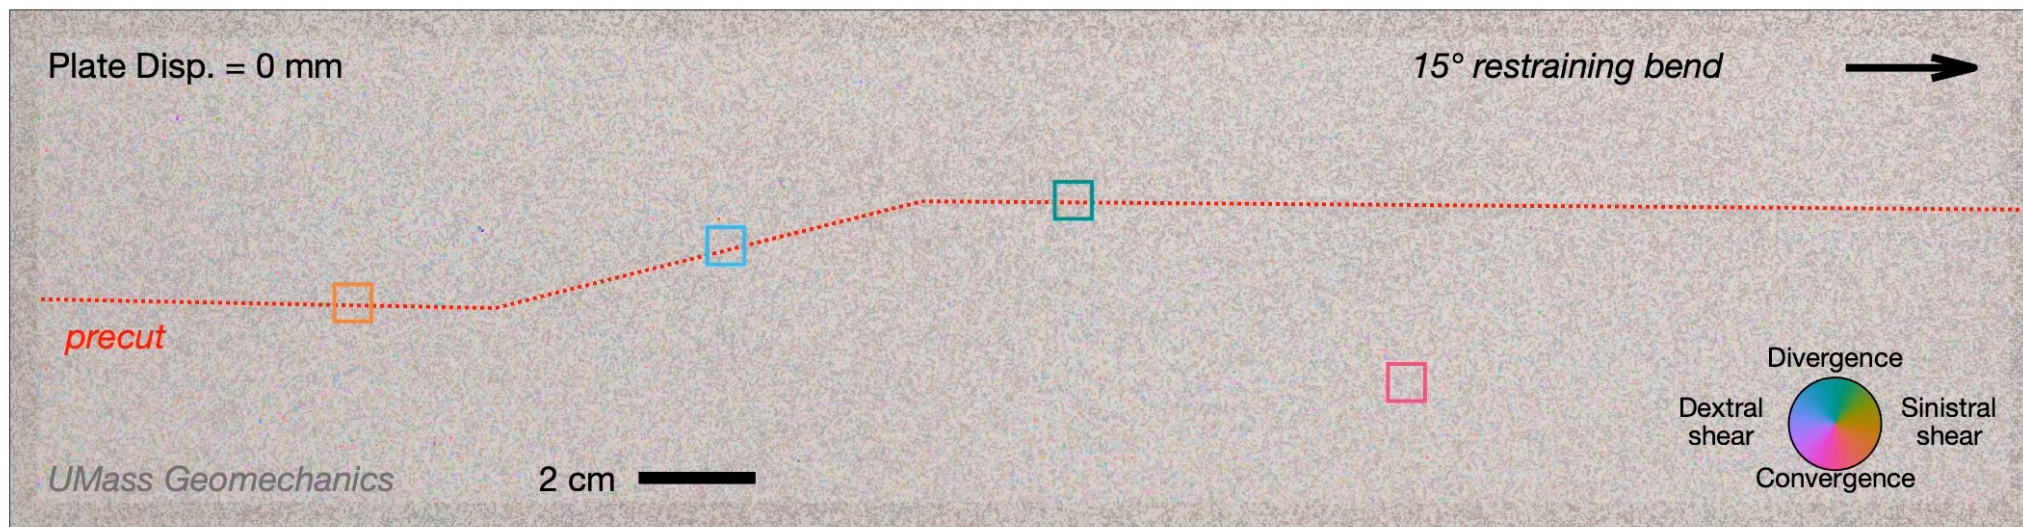 Plate Disp. = 0 mm
15° restraining bend
precut
Divergence
Dextral
shear
Sinistral
shear
Convergence
UMass Geomechanics
2 cm